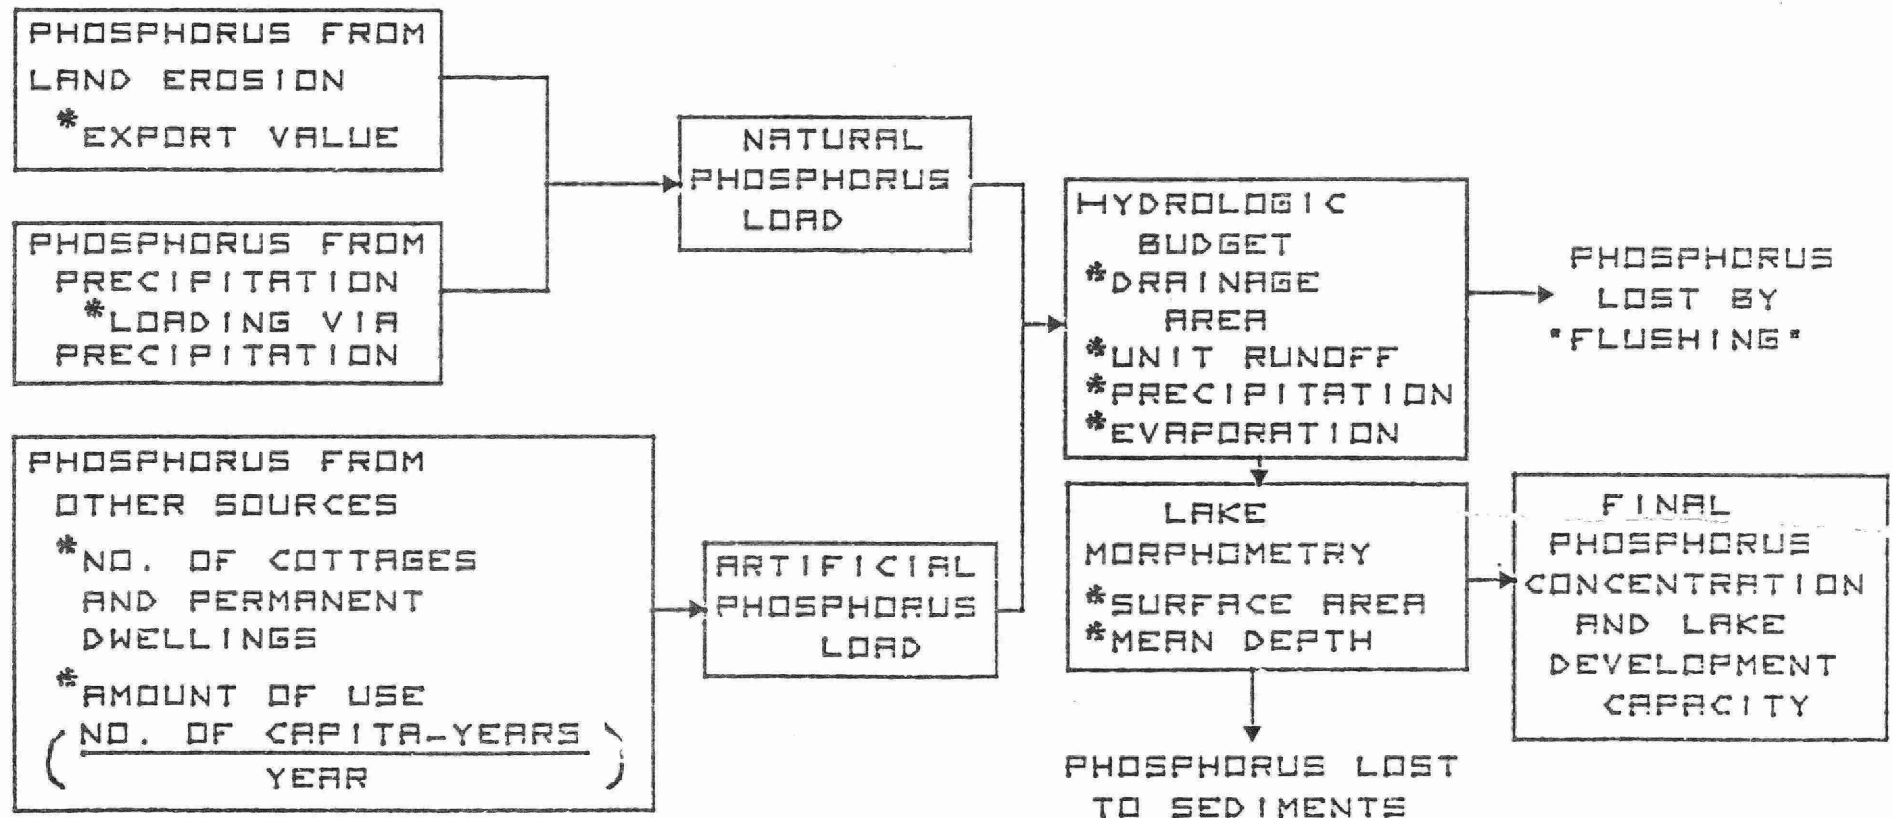 PHOSPHORUS FROM
LAND EROSION
*EXPORT VALUE
PHOSPHORUS FROM
PRECIPITATION
*LOADING VIA
PRECIPITATION
PHOSPHORUS FROM
OTHER SOURCES
*NO. OF COTTAGES
AND PERMANENT
DWELLINGS
*AMOUNT OF USE
(NO. OF CAPITA-YEARS
YEAR)
NATURAL
PHOSPHORUS
LOAD
ARTIFICIAL
PHOSPHORUS
LOAD
HYDROLOGIC
BUDGET
*DRAINAGE
AREA
*UNIT RUNOFF
*PRECIPITATION
*EVAPORATION
PHOSPHORUS
LOST BY
"FLUSHING"
LAKE
MORPHOMETRY
*SURFACE AREA
*MEAN DEPTH
PHOSPHORUS LOST
TO SEDIMENTS
FINAL
PHOSPHORUS
CONCENTRATION
AND LAKE
DEVELOPMENT
CAPACITY